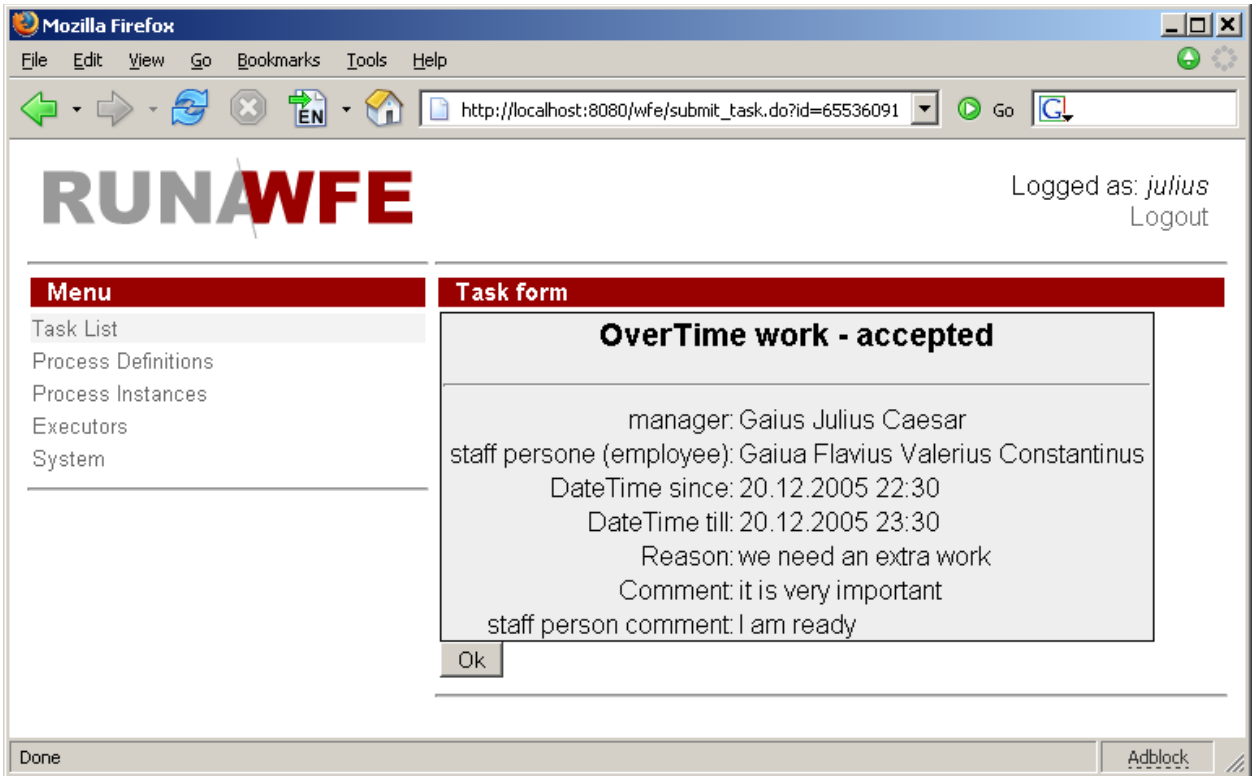 Mozilla Firefox
File Edit View Go Bookmarks Tools Help
EN http://localhost:8080/wfe/submit_task.do?id=65536091 Go G
RUNAWFE
Logged as: julius
Logout
Menu
Task List
Process Definitions
Process Instances
Executors
System
Task form
OverTime work - accepted
manager: Gaius Julius Caesar
staff persone (employee): Gaiua Flavius Valerius Constantinus
DateTime since: 20.12.2005 22:30
DateTime till: 20.12.2005 23:30
Reason: we need an extra work
Comment: it is very important
staff person comment: I am ready
Ok
Done Adblock